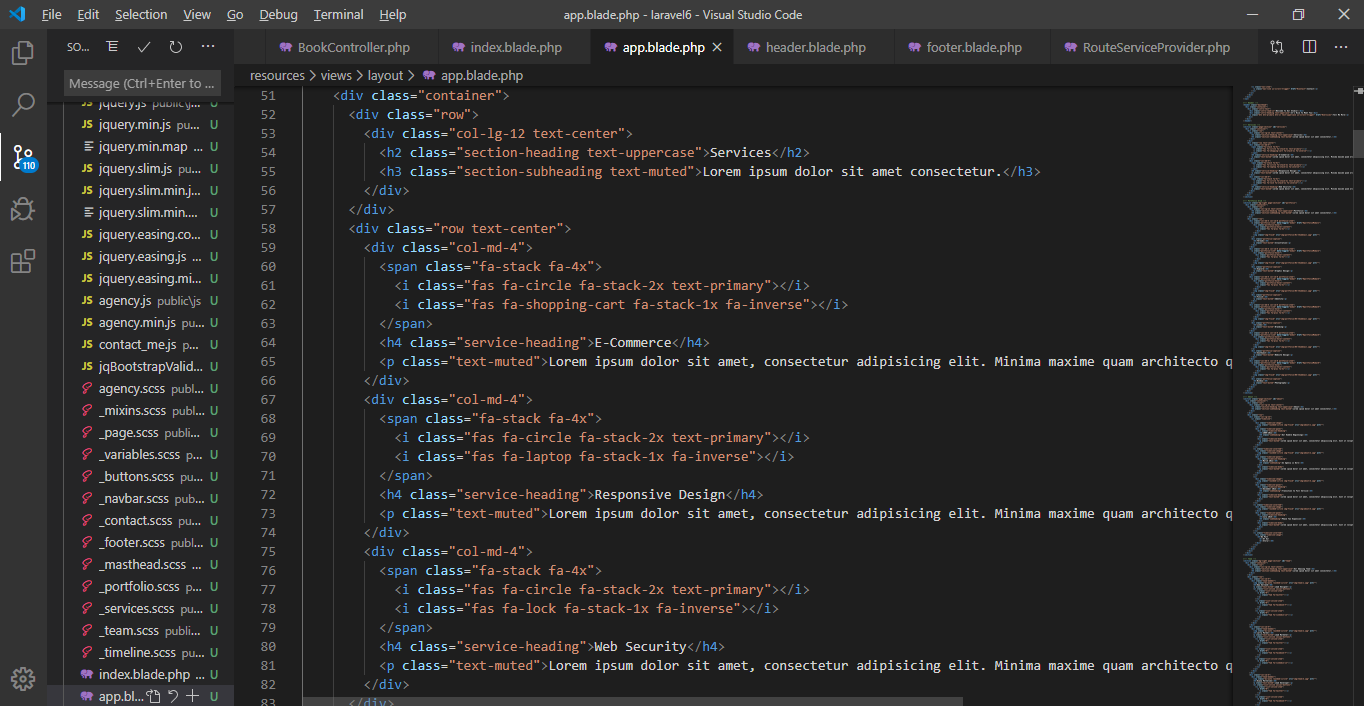 File Edit Selection View Go Debug Terminal Help
app.blade.php - laravel6 - Visual Studio Code
SO...
BookController.php
index.blade.php
app.blade.php
header.blade.php
footer.blade.php
RouteServiceProvider.php
resources > views > layout > app.blade.php
Message (Ctrl+Enter to ...
110
jquery.js public\j... U
JS jquery.min.js pu... U
jquery.min.map ... U
JS jquery.slim.js pu... U
JS jquery.slim.min.j... U
jquery.slim.min.... U
JS jquery.easing.co... U
JS jquery.easing.js ... U
JS jquery.easing.mi... U
JS agency.js public\js U
JS agency.min.js pu... U
JS contact_me.js p... U
JS jqBootstrapValid... U
agency.scss publ... U
_mixins.scss publ... U
_page.scss publi... U
_variables.scss p... U
_buttons.scss pu... U
_navbar.scss pub... U
_contact.scss pu... U
_footer.scss publ... U
_masthead.scss ... U
_portfolio.scss p... U
_services.scss pu... U
_team.scss publi... U
_timeline.scss pu... U
index.blade.php ... U
app.bl... U
51 <div class="container">
52 <div class="row">
53 <div class="col-lg-12 text-center">
54 <h2 class="section-heading text-uppercase">Services</h2>
55 <h3 class="section-subheading text-muted">Lorem ipsum dolor sit amet consectetur.</h3>
56 </div>
57 </div>
58 <div class="row text-center">
59 <div class="col-md-4">
60 <span class="fa-stack fa-4x">
61 <i class="fas fa-circle fa-stack-2x text-primary"></i>
62 <i class="fas fa-shopping-cart fa-stack-1x fa-inverse"></i>
63 </span>
64 <h4 class="service-heading">E-Commerce</h4>
65 <p class="text-muted">Lorem ipsum dolor sit amet, consectetur adipisicing elit. Minima maxime quam architecto q
66 </div>
67 <div class="col-md-4">
68 <span class="fa-stack fa-4x">
69 <i class="fas fa-circle fa-stack-2x text-primary"></i>
70 <i class="fas fa-laptop fa-stack-1x fa-inverse"></i>
71 </span>
72 <h4 class="service-heading">Responsive Design</h4>
73 <p class="text-muted">Lorem ipsum dolor sit amet, consectetur adipisicing elit. Minima maxime quam architecto q
74 </div>
75 <div class="col-md-4">
76 <span class="fa-stack fa-4x">
77 <i class="fas fa-circle fa-stack-2x text-primary"></i>
78 <i class="fas fa-lock fa-stack-1x fa-inverse"></i>
79 </span>
80 <h4 class="service-heading">Web Security</h4>
81 <p class="text-muted">Lorem ipsum dolor sit amet, consectetur adipisicing elit. Minima maxime quam architecto q
82 </div>
83 </div>